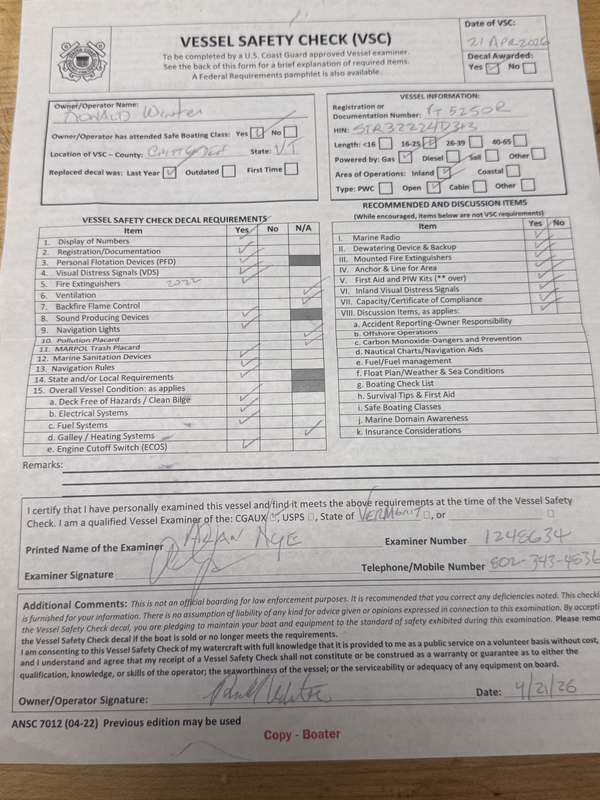 VESSEL SAFETY CHECK (VSC)
To be completed by a U.S. Coast Guard approved Vessel examiner.
See the back of this form for a brief explanation of required items.
A Federal Requirements pamphlet is also available.
Date of VSC:
21 APR 2026
Decal Awarded:
Yes No
Owner/Operator Name:
DONALD Winter
Owner/Operator has attended Safe Boating Class: Yes No
Location of VSC – County: CHITTENDEN State: VT
Replaced decal was: Last Year Outdated First Time
VESSEL INFORMATION:
Registration or
Documentation Number: VT 5250R
HIN:
Length: <16 16-25 26-39 40-65
Powered by: Gas Diesel Sail Other
Area of Operations: Inland Coastal
Type: PWC Open Cabin Other
VESSEL SAFETY CHECK DECAL REQUIREMENTS
Item Yes No N/A
1. Display of Numbers
2. Registration/Documentation
3. Personal Flotation Devices (PFD)
4. Visual Distress Signals (VDS)
5. Fire Extinguishers 2022
6. Ventilation
7. Backfire Flame Control
8. Sound Producing Devices
9. Navigation Lights
10. Pollution Placard
11. MARPOL Trash Placard
12. Marine Sanitation Devices
13. Navigation Rules
14. State and/or Local Requirements
15. Overall Vessel Condition: as applies
a. Deck Free of Hazards / Clean Bilge
b. Electrical Systems
c. Fuel Systems
d. Galley / Heating Systems
e. Engine Cutoff Switch (ECOS)
RECOMMENDED AND DISCUSSION ITEMS
(While encouraged, items below are not VSC requirements)
Item Yes No
I. Marine Radio
II. Dewatering Device & Backup
III. Mounted Fire Extinguishers
IV. Anchor & Line for Area
V. First Aid and PIW Kits (** over)
VI. Inland Visual Distress Signals
VII. Capacity/Certificate of Compliance
VIII. Discussion Items, as applies:
a. Accident Reporting-Owner Responsibility
b. Offshore Operations
c. Carbon Monoxide-Dangers and Prevention
d. Nautical Charts/Navigation Aids
e. Fuel/Fuel management
f. Float Plan/Weather & Sea Conditions
g. Boating Check List
h. Survival Tips & First Aid
i. Safe Boating Classes
j. Marine Domain Awareness
k. Insurance Considerations
Remarks:
I certify that I have personally examined this vessel and find it meets the above requirements at the time of the Vessel Safety
Check. I am a qualified Vessel Examiner of the: CGAUX, USPS, State of VERMONT, or
Printed Name of the Examiner NYE
Examiner Number 1248634
Examiner Signature
Telephone/Mobile Number 802-343-4836
Additional Comments: This is not an official boarding for law enforcement purposes. It is recommended that you correct any deficiencies noted. This checkli
is furnished for your information. There is no assumption of liability of any kind for advice given or opinions expressed in connection to this examination. By accepti
the Vessel Safety Check decal, you are pledging to maintain your boat and equipment to the standard of safety exhibited during this examination. Please remo
the Vessel Safety Check decal if the boat is sold or no longer meets the requirements.
I am consenting to this Vessel Safety Check of my watercraft with full knowledge that it is provided to me as a public service on a volunteer basis without cost,
and I understand and agree that my receipt of a Vessel Safety Check shall not constitute or be construed as a warranty or guarantee as to either the
qualification, knowledge, or skills of the operator; the seaworthiness of the vessel; or the serviceability or adequacy of any equipment on board.
Owner/Operator Signature:
Date: 4/21/26
ANSC 7012 (04-22) Previous edition may be used
Copy - Boater